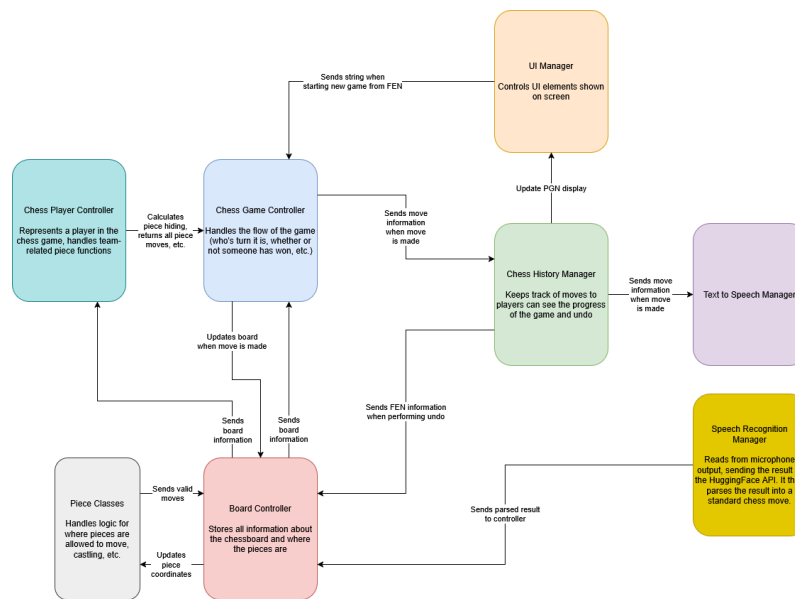 UI Manager
Controls UI elements shown
on screen
Sends string when
starting new game from FEN
Update PGN display
Chess Player Controller
Represents a player in the
chess game, handles team-
related piece functions
Calculates
piece hiding,
returns all piece
moves, etc.
Chess Game Controller
Handles the flow of the game
(who's turn it is, whether or
not someone has won, etc.)
Sends move
information
when move
is made
Chess History Manager
Keeps track of moves to
players can see the progress
of the game and undo
Sends move
information
when move
is made
Text to Speech Manager
Updates board
when move is made
Sends FEN information
when performing undo
Sends
board
information
Sends
board
information
Speech Recognition
Manager
Reads from microphone
output, sending the result
the HuggingFace API. It th
parses the result into a
standard chess move.
Piece Classes
Handles logic for
where pieces are
allowed to move,
castling, etc.
Sends valid
moves
Updates
piece
coordinates
Board Controller
Stores all information about
the chessboard and where
the pieces are
Sends parsed result
to controller